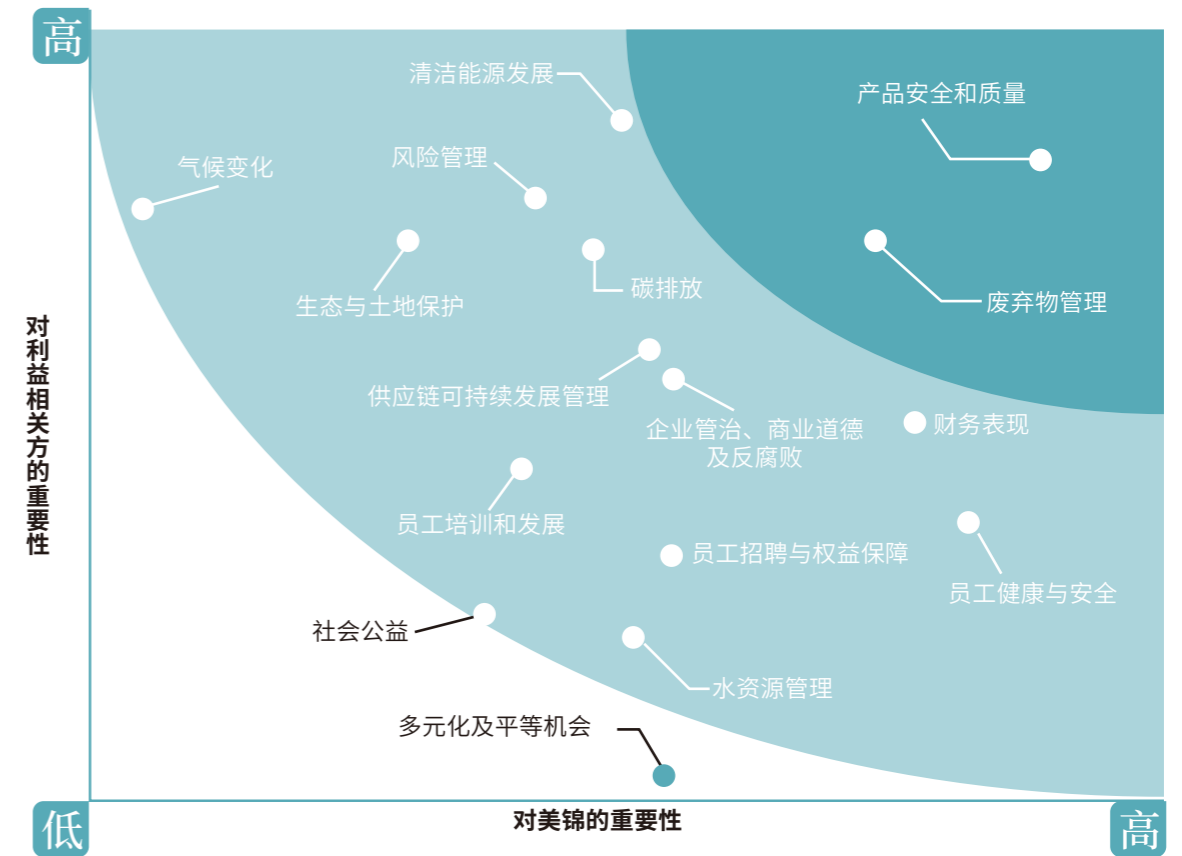 高
清洁能源发展
产品安全和质量
风险管理
气候变化
碳排放
生态与土地保护
废弃物管理
对利益相关方的重要性
供应链可持续发展管理
企业管治、商业道德
及反腐败
财务表现
员工培训和发展
员工招聘与权益保障
员工健康与安全
社会公益
水资源管理
多元化及平等机会
低
对美锦的重要性
高